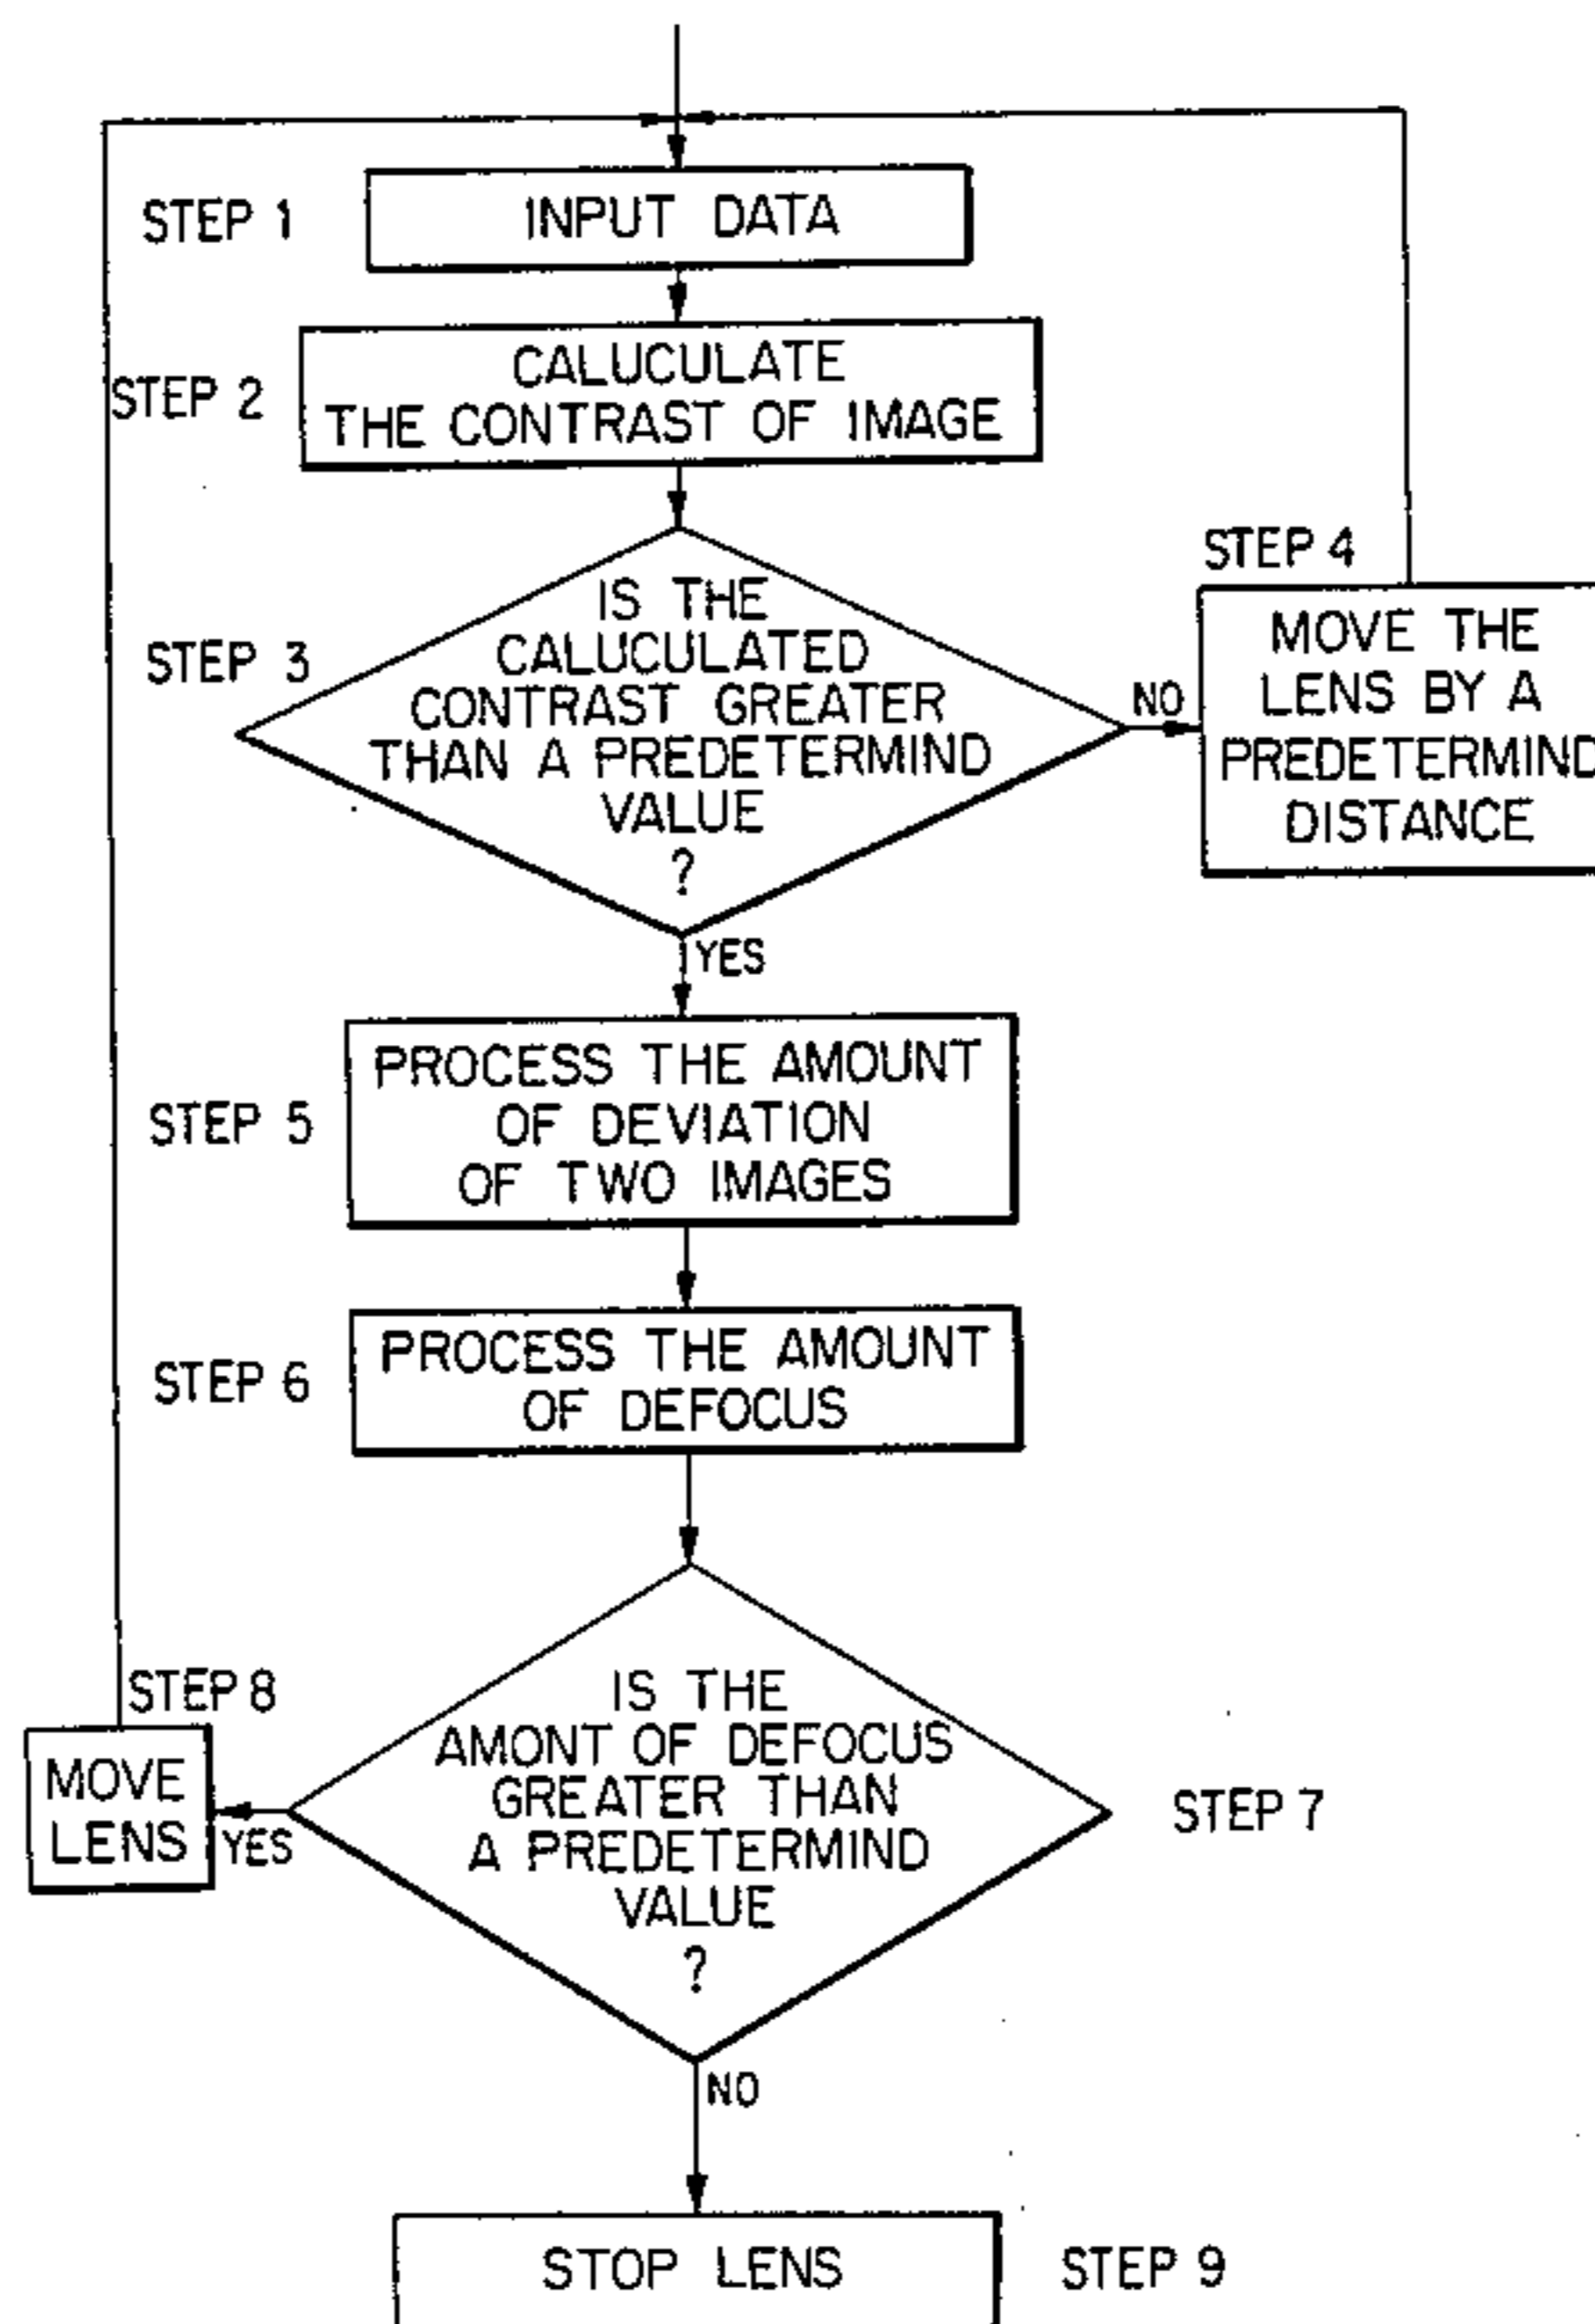 STEP 1
INPUT DATA
STEP 2
CALUCULATE
THE CONTRAST OF IMAGE
STEP 3
IS THE
CALUCULATED
CONTRAST GREATER
THAN A PREDETERMIND
VALUE
?
NO
STEP 4
MOVE THE
LENS BY A
PREDETERMIND
DISTANCE
YES
STEP 5
PROCESS THE AMOUNT
OF DEVIATION
OF TWO IMAGES
STEP 6
PROCESS THE AMOUNT
OF DEFOCUS
STEP 7
IS THE
AMONT OF DEFOCUS
GREATER THAN
A PREDETERMIND
VALUE
?
YES
STEP 8
MOVE
LENS
NO
STOP LENS
STEP 9